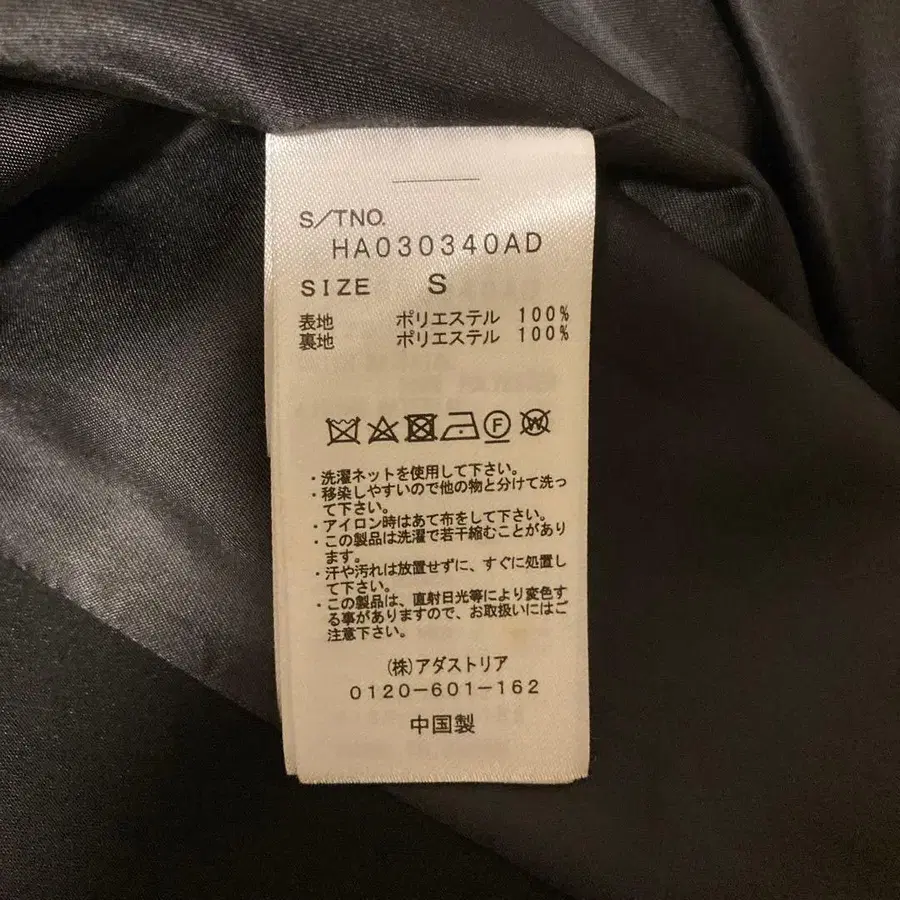 S/TNO.
HA030340AD
SIZE S
表地 ポリエステル 100%
裏地 ポリエステル 100%
F W
・洗濯ネットを使用して下さい。
・移染しやすいので他の物と分けて洗っ
て下さい。
・アイロン時はあて布をして下さい。
・この製品は洗濯で若干縮むことがあり
ます。
・汗や汚れは放置せずに、すぐに処置し
て下さい。
・この製品は、直射日光等により変色す
る事がありますので、お取扱いにはご
注意下さい。
(株)アダストリア
0120-601-162
中国製